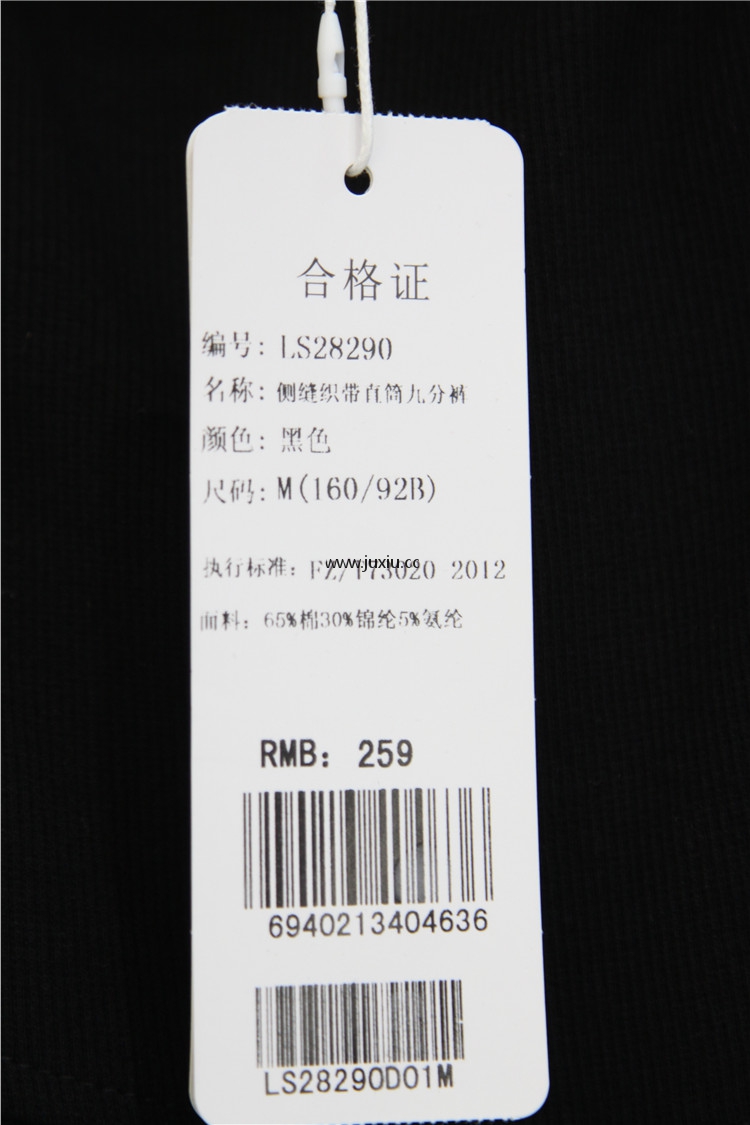 合格证
编号: LS28290
名称: 侧缝织带直筒九分裤
颜色: 黑色
尺码: M(160/92B)
www.juxiu.cc
执行标准: FZ/T73020 2012
面料: 65%棉30%锦纶5%氨纶
RMB: 259
6940213404636
LS28290D01M